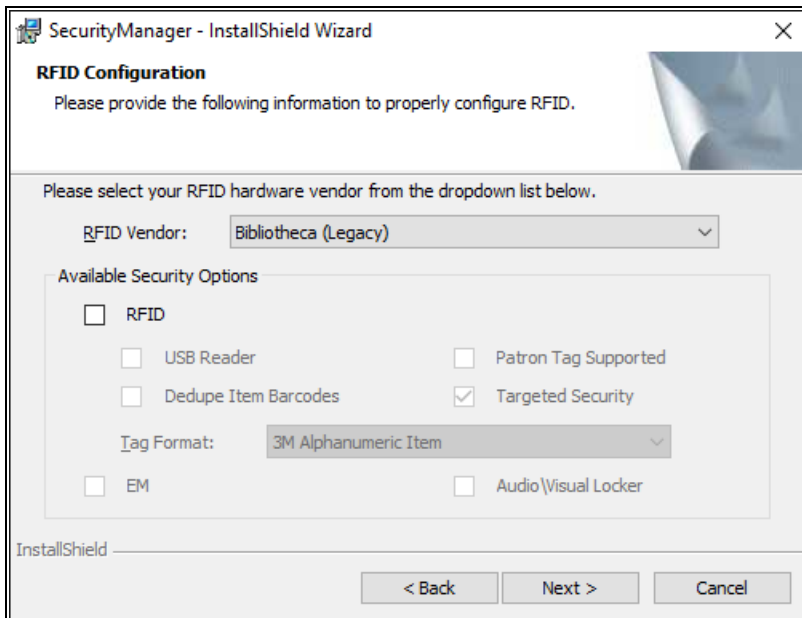 SecurityManager - InstallShield Wizard
RFID Configuration
Please provide the following information to properly configure RFID.
Please select your RFID hardware vendor from the dropdown list below.
RFID Vendor: Bibliotheca (Legacy)
Available Security Options
RFID
USB Reader Patron Tag Supported
Dedupe Item Barcodes Targeted Security
Tag Format: 3M Alphanumeric Item
EM Audio\Visual Locker
InstallShield
< Back Next > Cancel